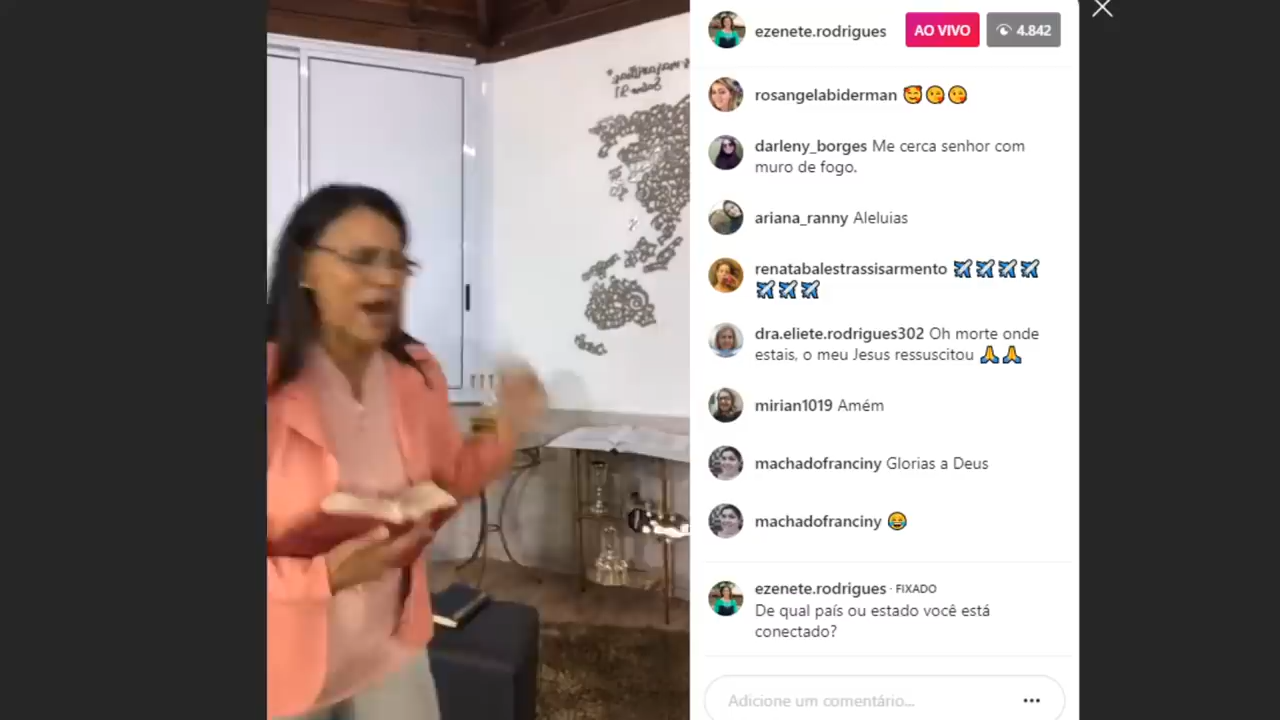 ezenete.rodrigues AO VIVO 4.842
rosangelabiderman 🥰😘😘
darleny_borges Me cerca senhor com
muro de fogo.
ariana_ranny Aleluias
renatabalestrassisarmento ✈️✈️✈️✈️
✈️✈️✈️
dra.eliete.rodrigues302 Oh morte onde
estais, o meu Jesus ressuscitou 🙏🙏
mirian1019 Amém
machadofranciny Glorias a Deus
machadofranciny 😂
ezenete.rodrigues · FIXADO
De qual país ou estado você está
conectado?
Adicione um comentário...